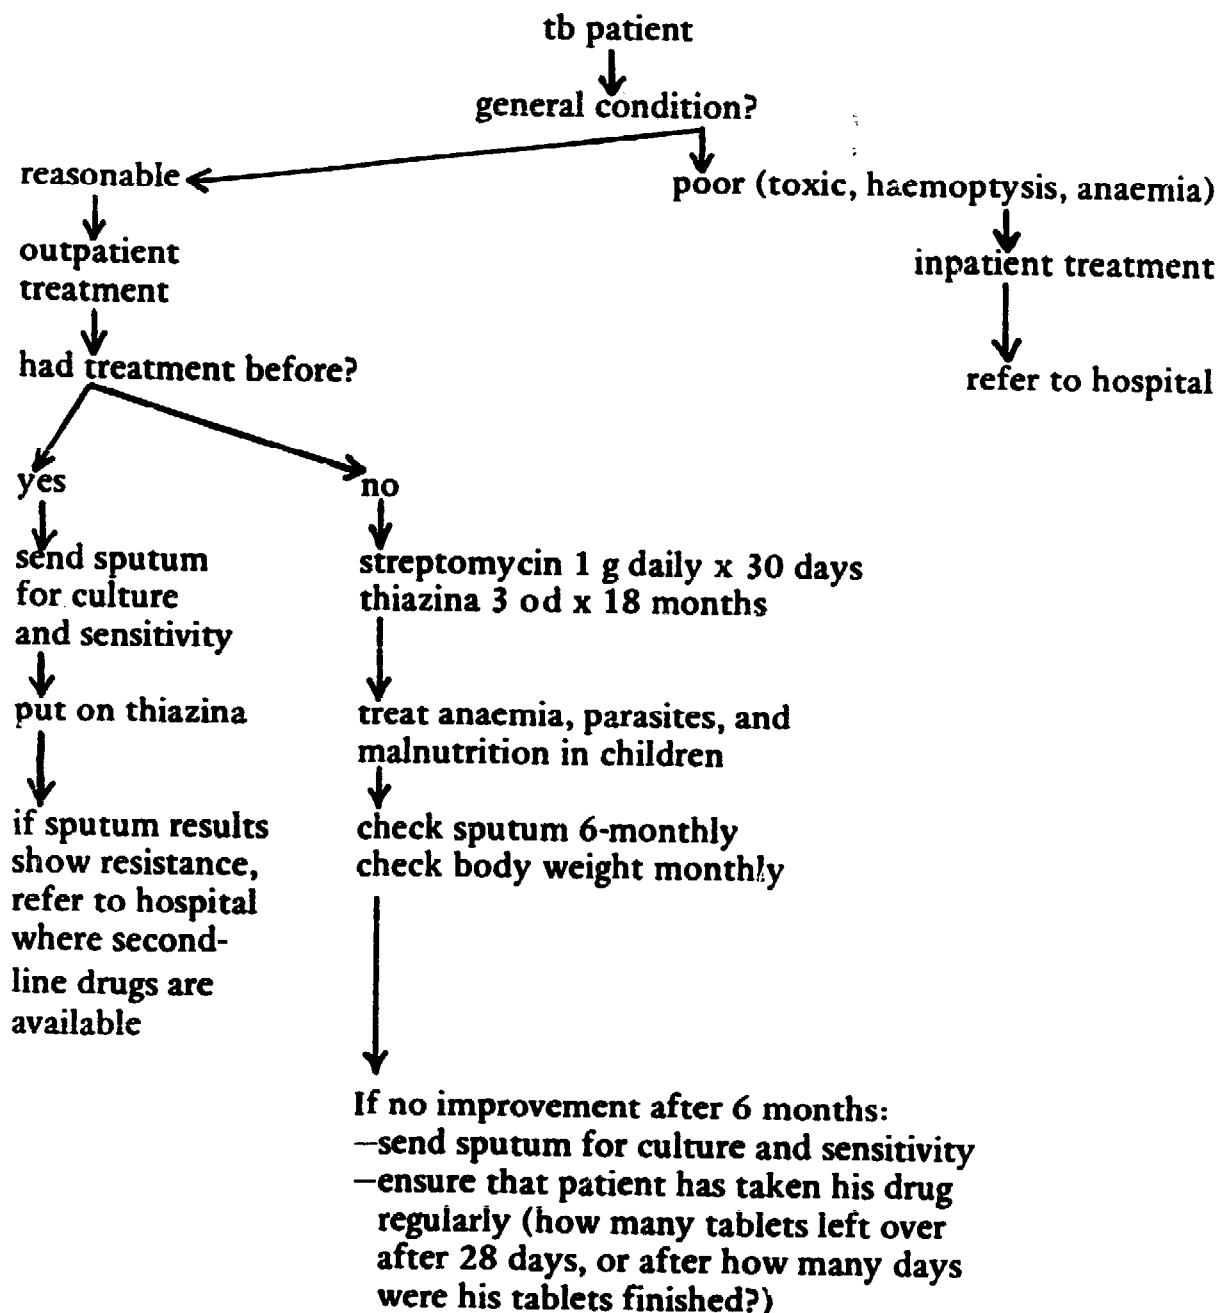 tb patient
general condition?
reasonable
poor (toxic, haemoptysis, anaemia)
outpatient
treatment
inpatient treatment
had treatment before?
refer to hospital
yes
no
send sputum
for culture
and sensitivity
streptomycin 1 g daily x 30 days
thiazina 3 od x 18 months
put on thiazina
treat anaemia, parasites, and
malnutrition in children
if sputum results
show resistance,
refer to hospital
where second-
line drugs are
available
check sputum 6-monthly
check body weight monthly
If no improvement after 6 months:
—send sputum for culture and sensitivity
—ensure that patient has taken his drug
regularly (how many tablets left over
after 28 days, or after how many days
were his tablets finished?)